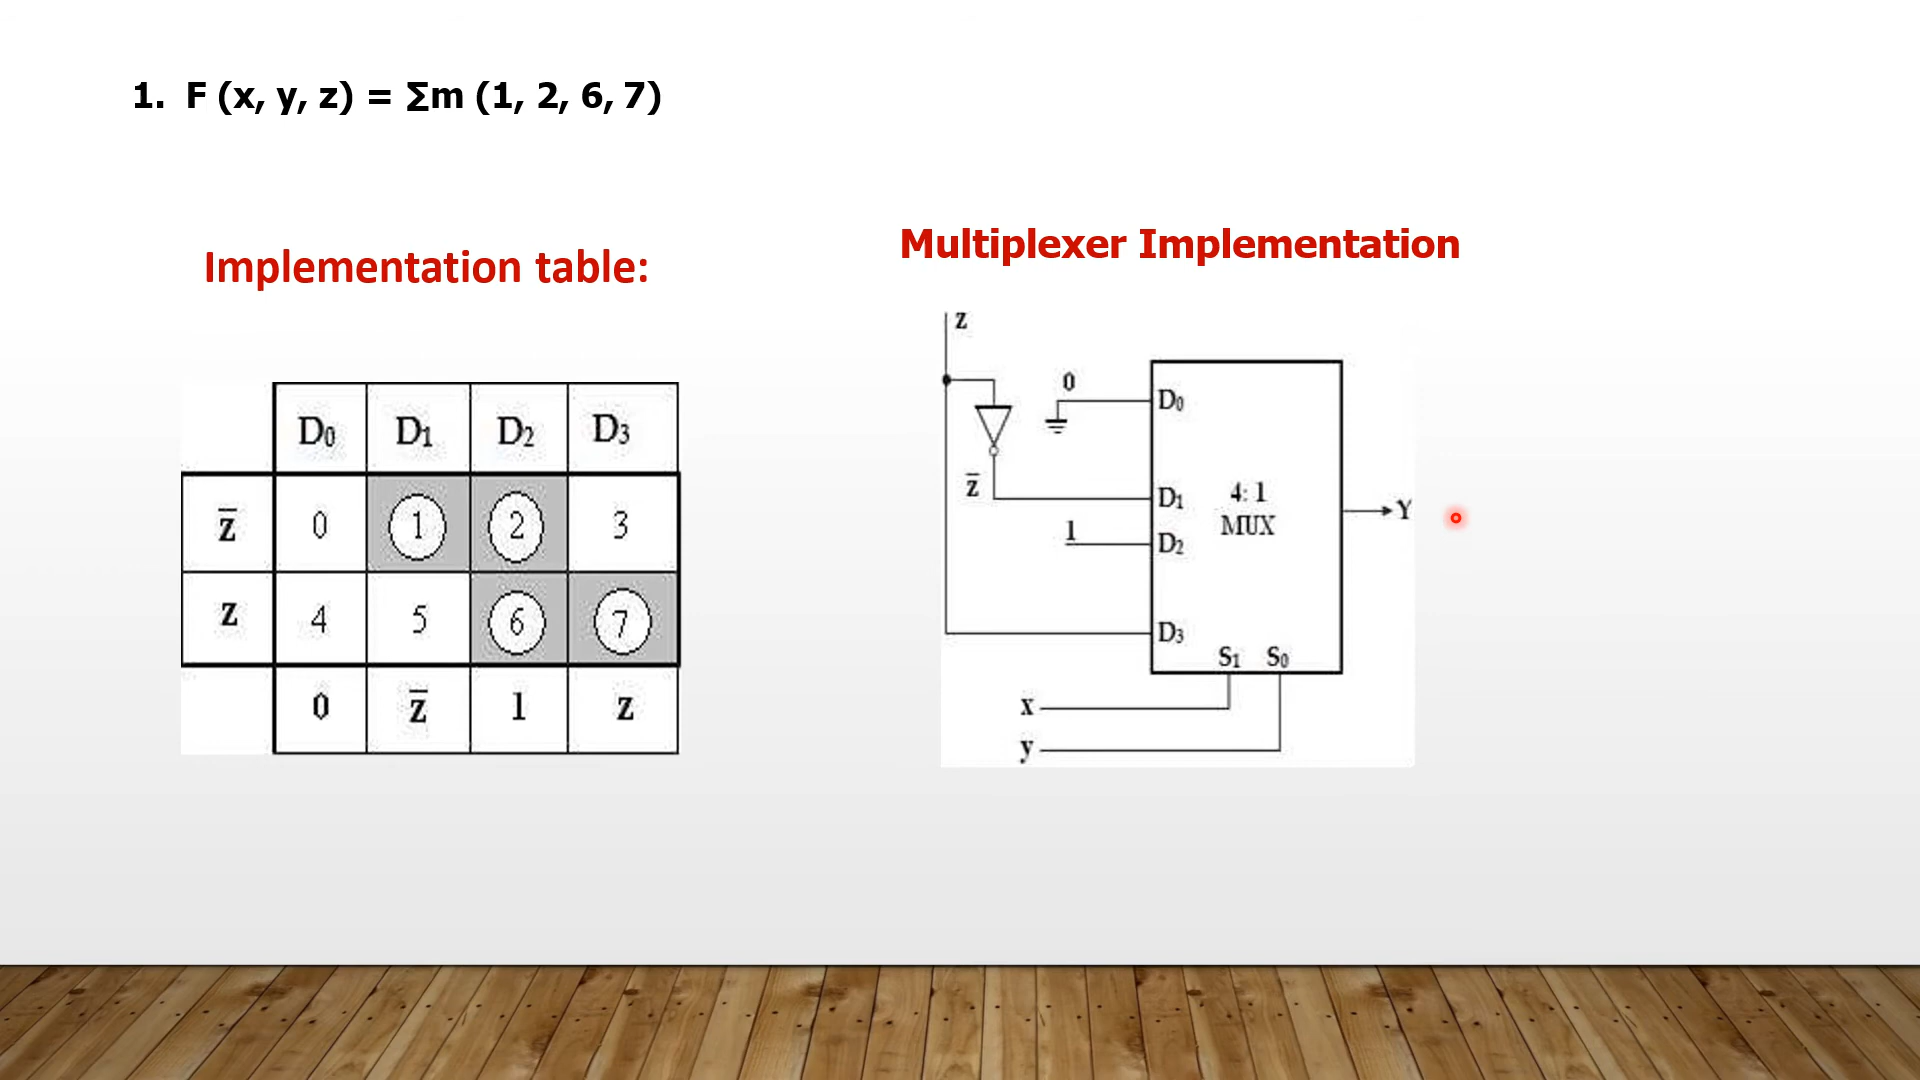 1. F (x, y, z) = ∑m (1, 2, 6, 7)
Implementation table:
D₀ D₁ D₂ D₃
z̅ 0 1 2 3
z 4 5 6 7
0 z̅ 1 z
Multiplexer Implementation
z
0
D₀
z̅
D₁
4: 1
MUX
Y
1
D₂
D₃
S₁ S₀
x
y